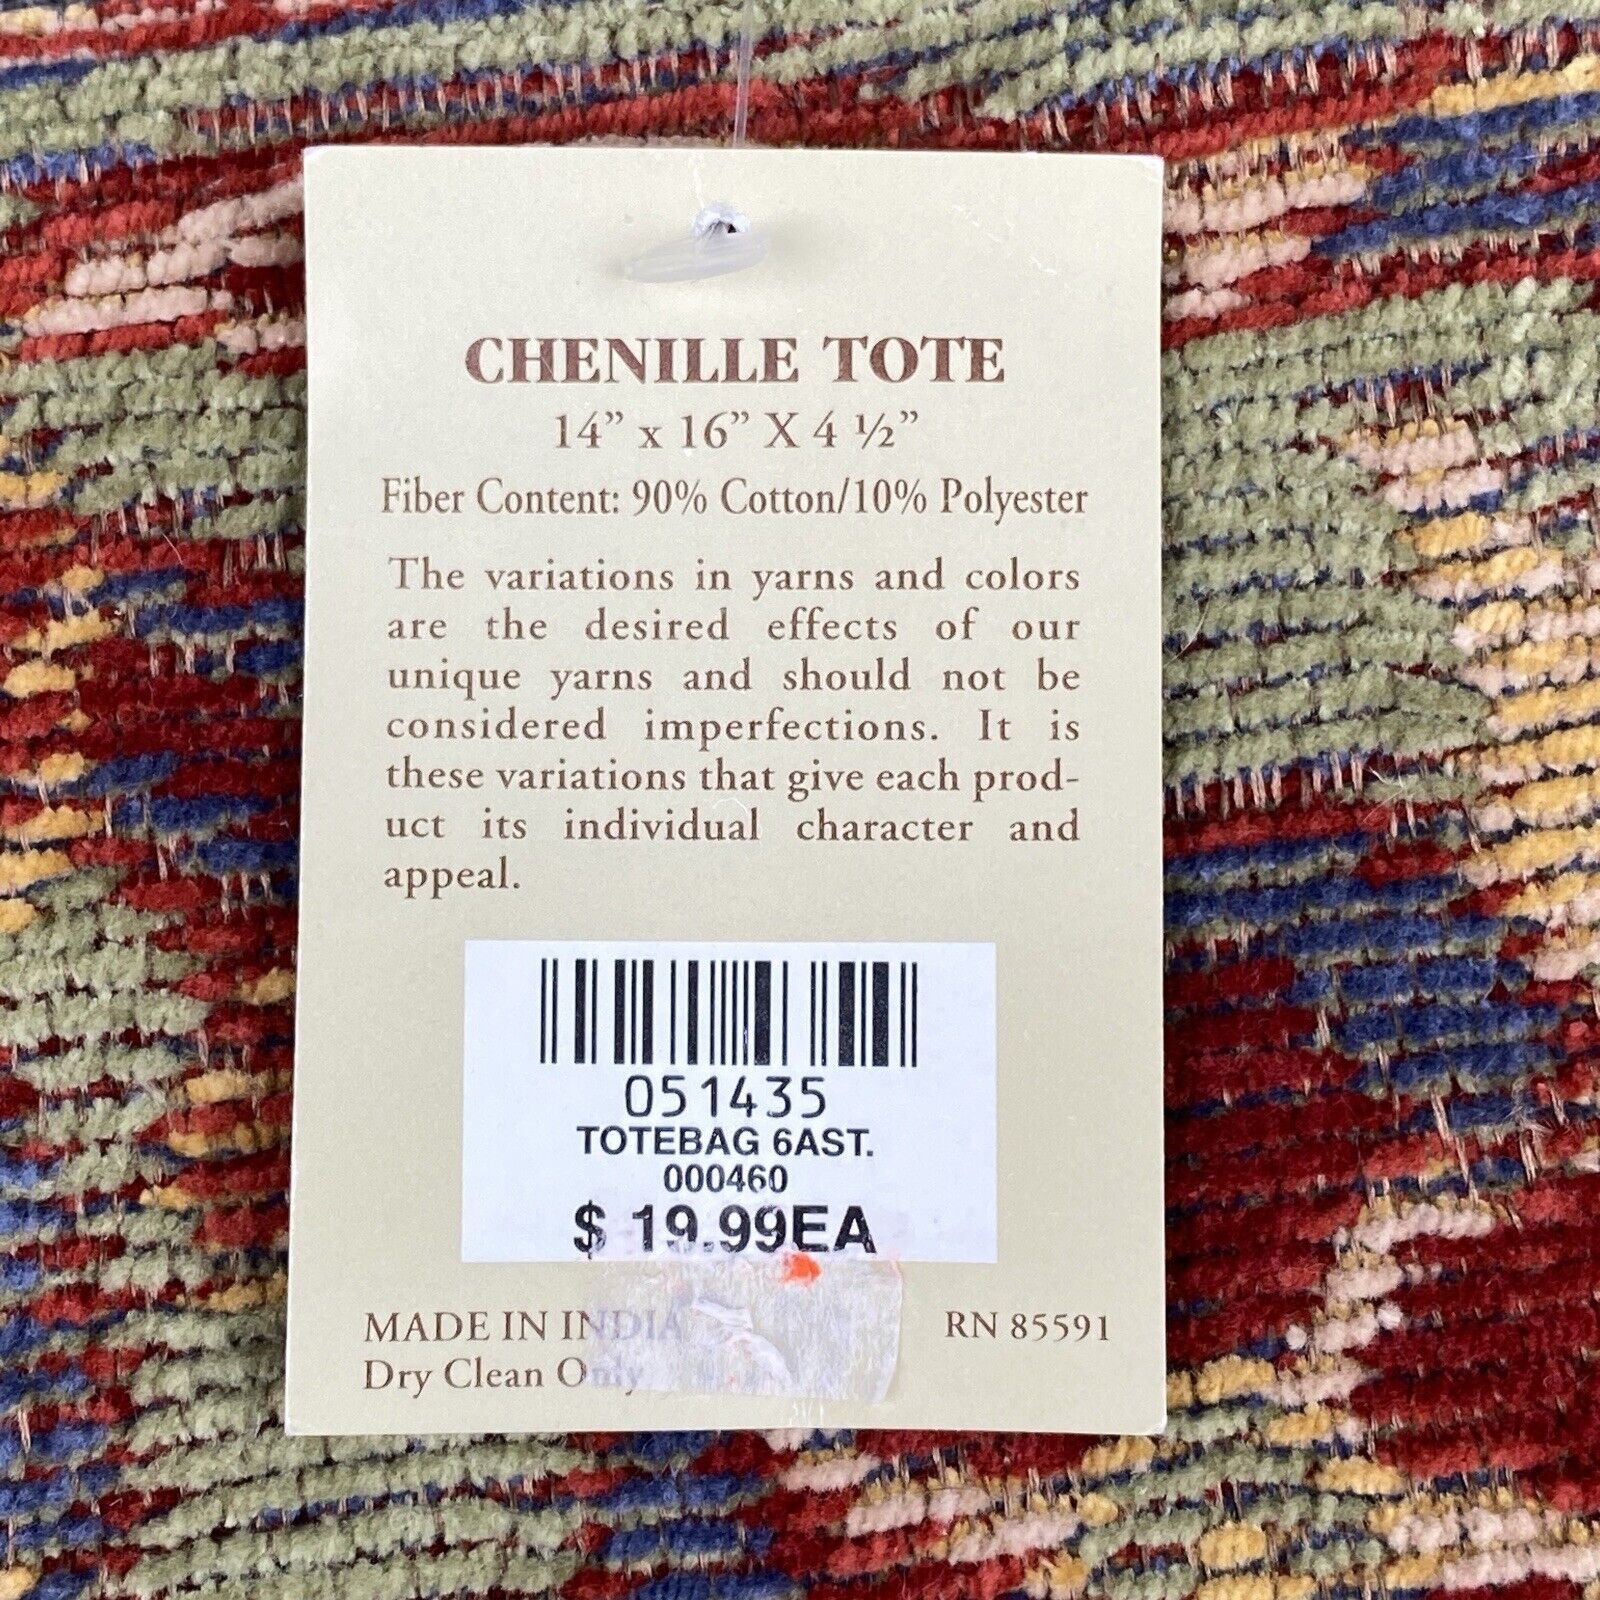 CHENILLE TOTE
14” x 16” X 4 ½”
Fiber Content: 90% Cotton/10% Polyester
The variations in yarns and colors
are the desired effects of our
unique yarns and should not be
considered imperfections. It is
these variations that give each prod-
uct its individual character and
appeal.
051435
TOTEBAG 6AST.
000460
$ 19.99EA
MADE IN INDIA
RN 85591
Dry Clean Only